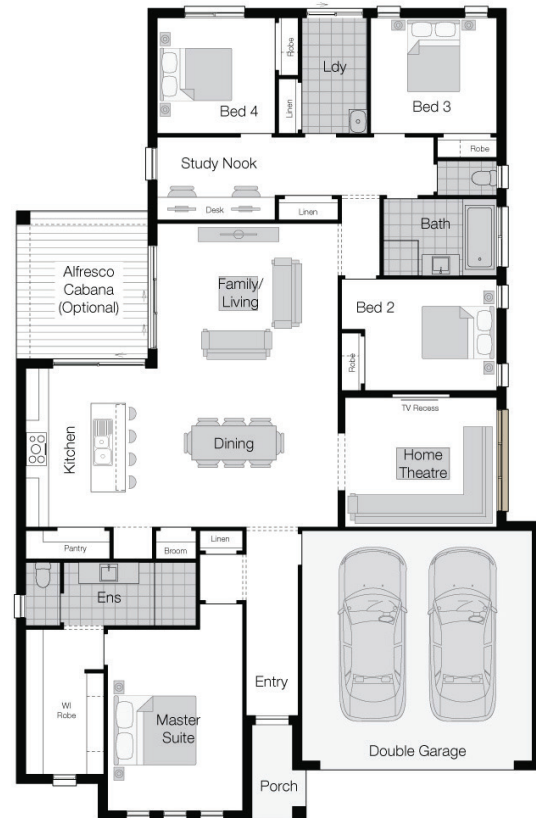 Robe
Ldy
Bed 4
Linen
Bed 3
Robe
Study Nook
Desk
Linen
Bath
Alfresco
Cabana
(Optional)
Family/
Living
Bed 2
Robe
TV Recess
Kitchen
Dining
Home
Theatre
Pantry
Broom
Linen
Ens
WI
Robe
Master
Suite
Entry
Porch
Double Garage